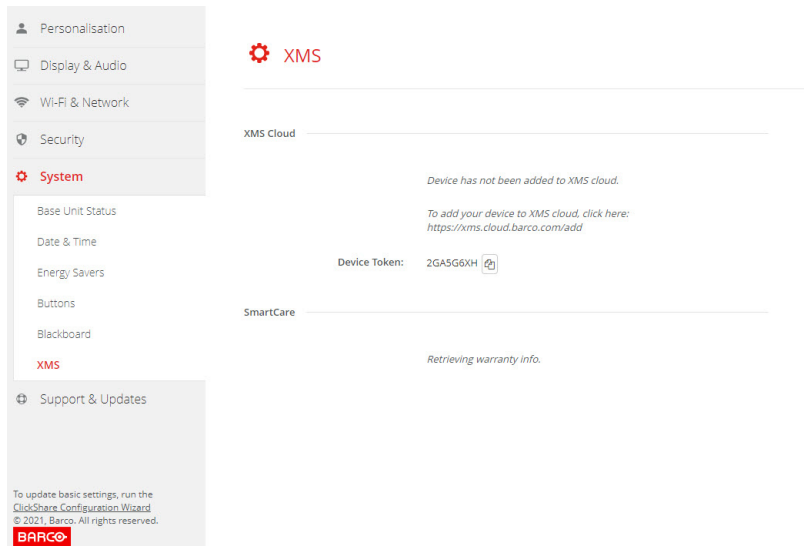 Personalisation
Display & Audio
Wi-Fi & Network
Security
System
Base Unit Status
Date & Time
Energy Savers
Buttons
Blackboard
XMS
Support & Updates
To update basic settings, run the
ClickShare Configuration Wizard
© 2021, Barco. All rights reserved.
BARCO
XMS
XMS Cloud
Device has not been added to XMS cloud.
To add your device to XMS cloud, click here:
https://xms.cloud.barco.com/add
Device Token: 2GA5G6XH
SmartCare
Retrieving warranty info.